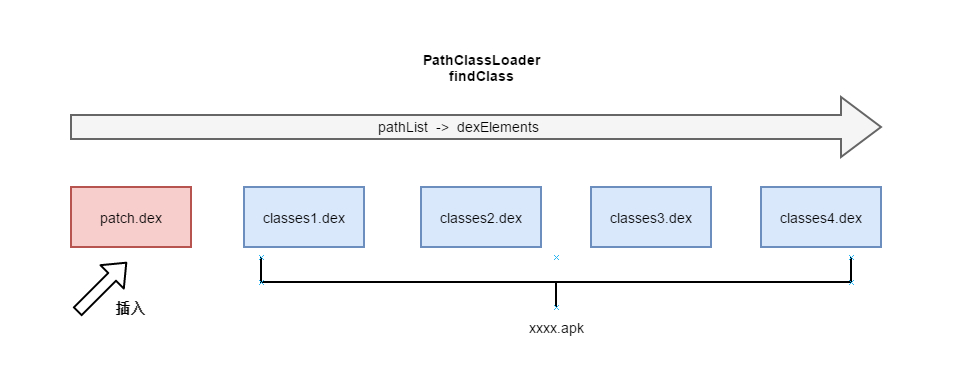 PathClassLoader
findClass
pathList -> dexElements
patch.dex
classes1.dex
classes2.dex
classes3.dex
classes4.dex
插入
xxxx.apk